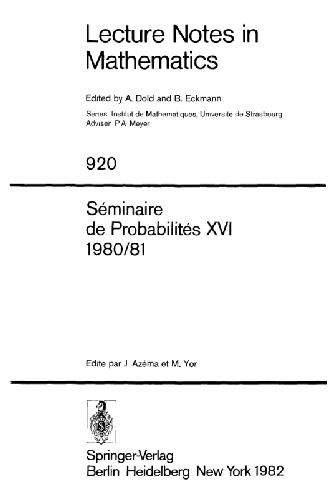 Lecture Notes in
Mathematics
Edited by A. Dold and B. Eckmann
Series: Institut de Mathématiques, Université de Strasbourg
Adviser: P.A. Meyer
920
Séminaire
de Probabilités XVI
1980/81
Edité par J. Azéma et M. Yor
Springer-Verlag
Berlin Heidelberg New York 1982